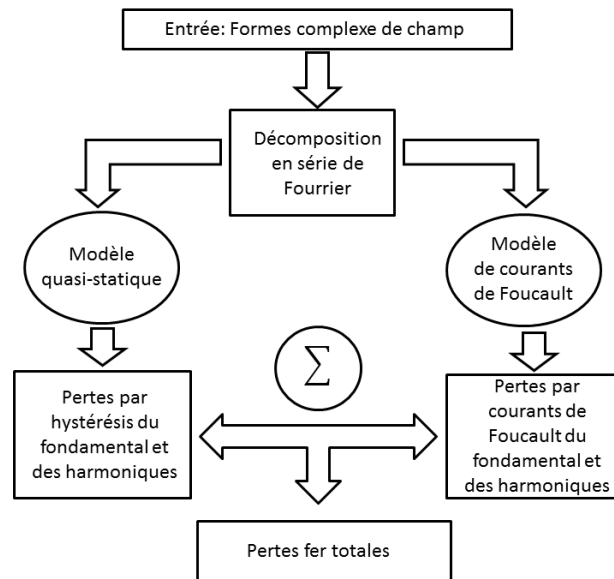 Entrée: Formes complexe de champ
Décomposition
en série de
Fourrier
Modèle
quasi-statique
Modèle
de courants
de Foucault
∑
Pertes par
hystérésis du
fondamental et
des harmoniques
Pertes par
courants de
Foucault du
fondamental et
des harmoniques
Pertes fer totales